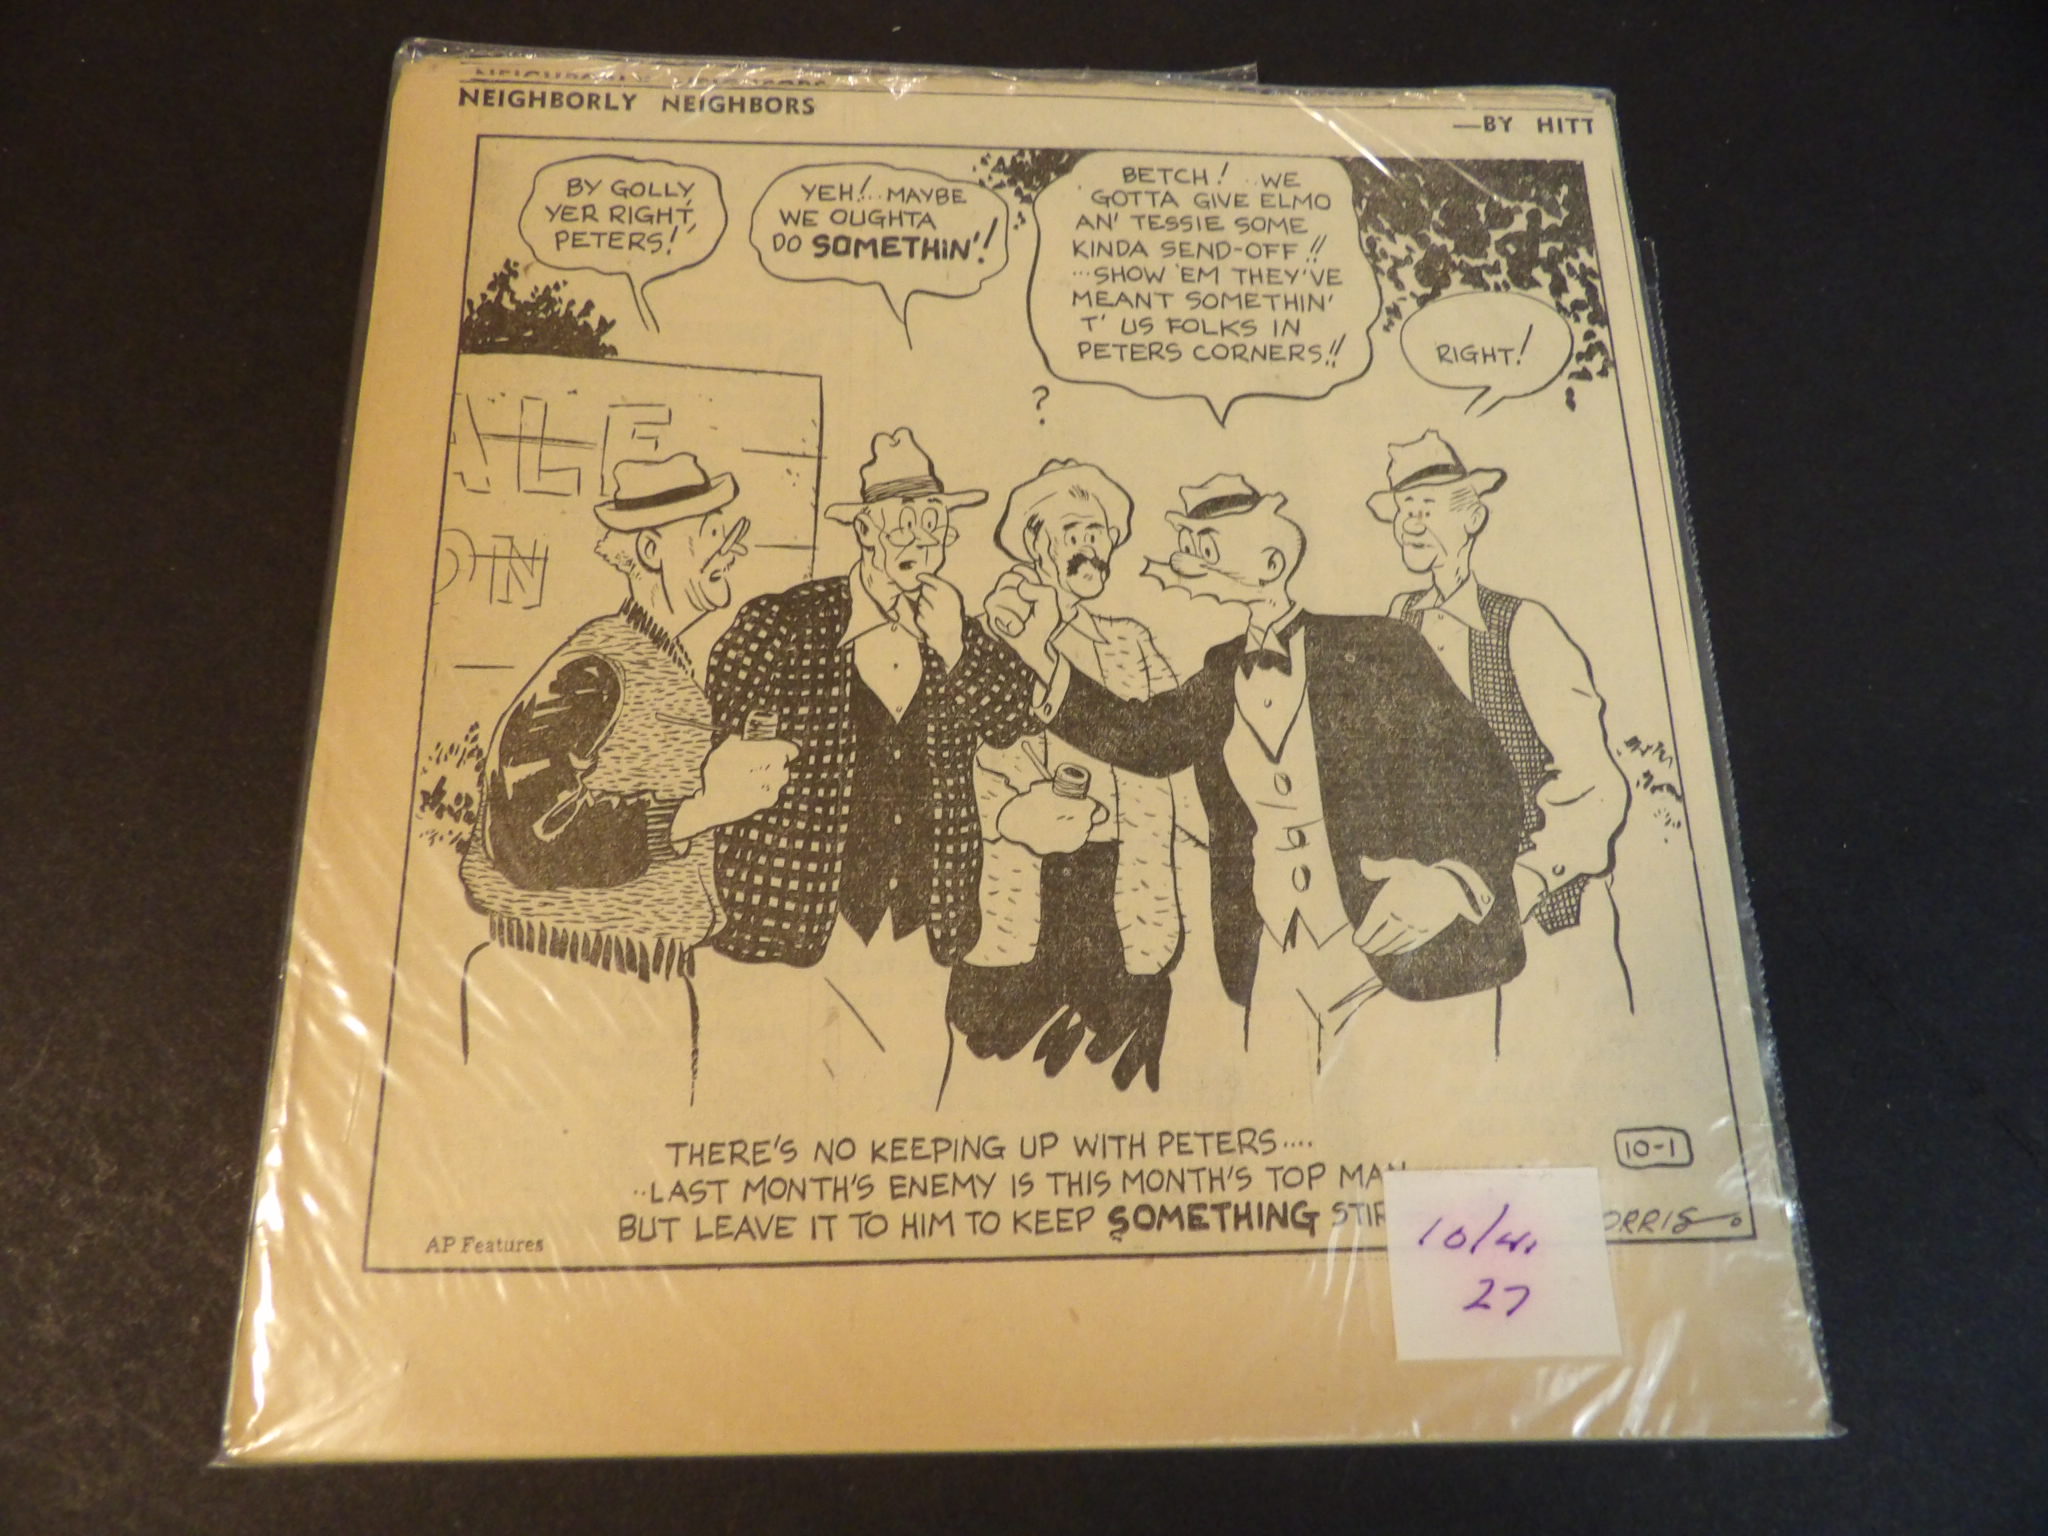 NEIGHBORLY NEIGHBORS
NEIGHBORLY NEIGHBORS
—BY HITT
BY GOLLY,
YER RIGHT,
PETERS!
YEH!..MAYBE
WE OUGHTA
DO SOMETHIN'!
BETCH! ..WE
GOTTA GIVE ELMO
AN' TESSIE SOME
KINDA SEND-OFF!!
...SHOW 'EM THEY'VE
MEANT SOMETHIN'
T' US FOLKS IN
PETERS CORNERS!!
RIGHT!
?
THERE'S NO KEEPING UP WITH PETERS....
..LAST MONTH'S ENEMY IS THIS MONTH'S TOP
BUT LEAVE IT TO HIM TO KEEP SOMETHING
10-1
AP Features
ORRIS
10/41
27